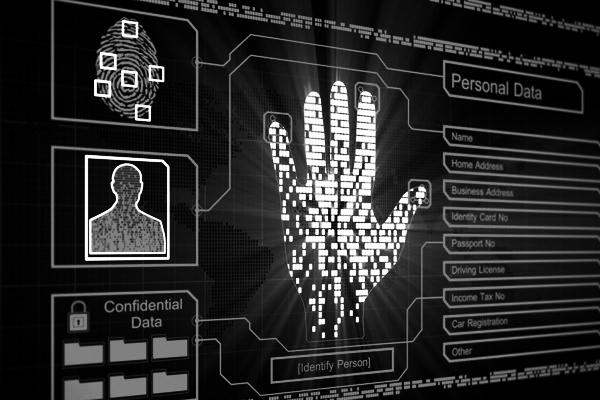 Personal Data
Name
Home Address
Business Address
Identity Card No
Passport No
Driving License
Income Tax No
Car Registration
Other
Confidential
Data
[Identify Person]